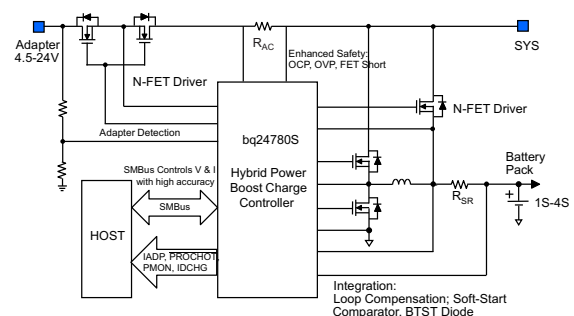 Adapter
4.5-24V
R_AC
SYS
Enhanced Safety:
OCP, OVP, FET Short
N-FET Driver
N-FET Driver
Adapter Detection
bq24780S
Hybrid Power
Boost Charge
Controller
SMBus Controls V & I
with high accuracy
SMBus
HOST
IADP, PROCHOT,
PMON, IDCHG
R_SR
Battery
Pack
+
1S-4S
Integration:
Loop Compensation; Soft-Start
Comparator, BTST Diode